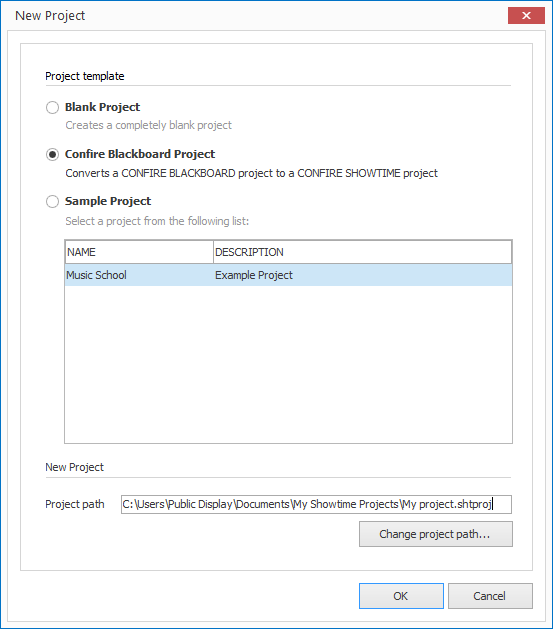 New Project
Project template
Blank Project
Creates a completely blank project
Confire Blackboard Project
Converts a CONFIRE BLACKBOARD project to a CONFIRE SHOWTIME project
Sample Project
Select a project from the following list:
NAME DESCRIPTION
Music School Example Project
New Project
Project path C:\Users\Public Display\Documents\My Showtime Projects\My project.shtproj
Change project path...
OK Cancel